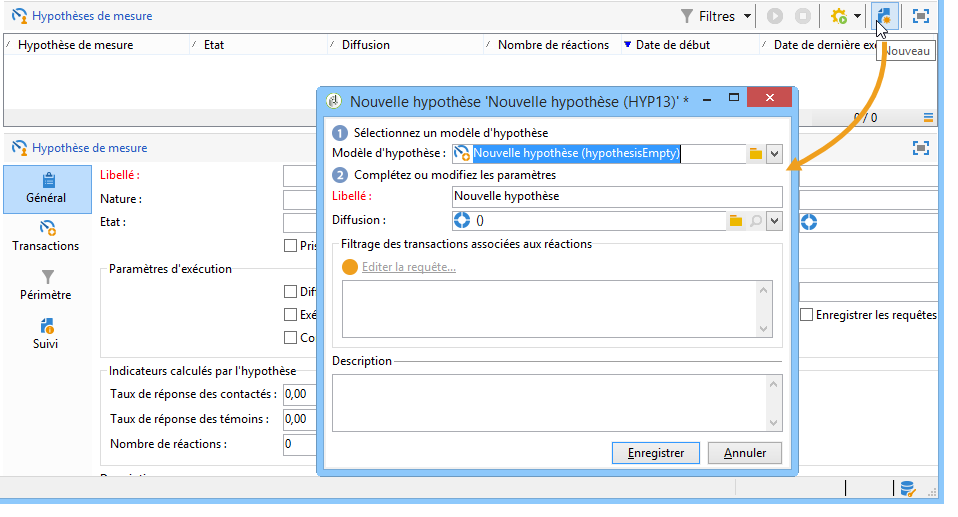 Hypothèses de mesure
Filtres
Hypothèse de mesure
Etat
Diffusion
Nombre de réactions
Date de début
Date de dernière exé
Nouveau
0 / 0
Nouvelle hypothèse 'Nouvelle hypothèse (HYP13)' *
1 Sélectionnez un modèle d'hypothèse
Modèle d'hypothèse : Nouvelle hypothèse (hypothesisEmpty)
2 Complétez ou modifiez les paramètres
Libellé : Nouvelle hypothèse
Diffusion : ()
Filtrage des transactions associées aux réactions
Editer la requête...
Description
Enregistrer
Annuler
Hypothèse de mesure
Général
Transactions
Périmètre
Suivi
Libellé :
Nature :
Etat :
Pris
Paramètres d'exécution
Dif
Exé
Co
Enregistrer les requêtes
Indicateurs calculés par l'hypothèse
Taux de réponse des contactés : 0,00
Taux de réponse des témoins : 0,00
Nombre de réactions : 0